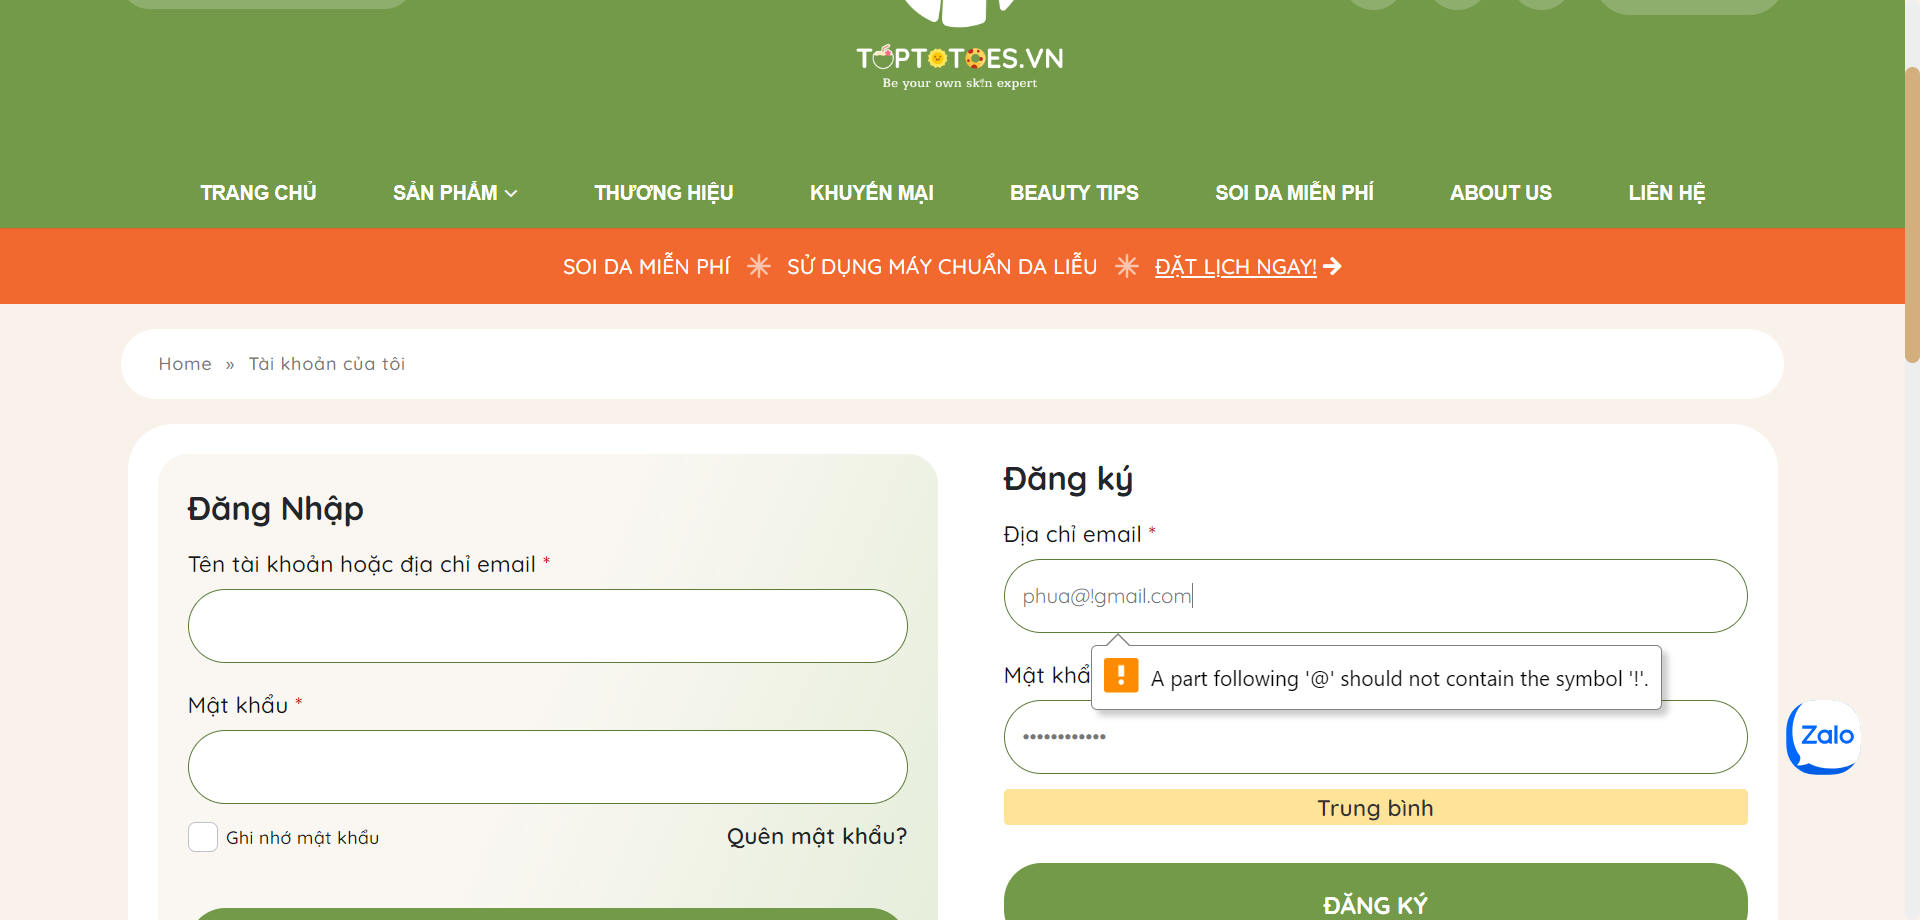 TOPTOTOES.VN
Be your own skin expert
TRANG CHỦ SẢN PHẨM THƯƠNG HIỆU KHUYẾN MẠI BEAUTY TIPS SOI DA MIỄN PHÍ ABOUT US LIÊN HỆ
SOI DA MIỄN PHÍ SỬ DỤNG MÁY CHUẨN DA LIỄU ĐẶT LỊCH NGAY!
Home » Tài khoản của tôi
Đăng Nhập
Tên tài khoản hoặc địa chỉ email *
Mật khẩu *
Ghi nhớ mật khẩu Quên mật khẩu?
Đăng ký
Địa chỉ email *
phua@!gmail.com
A part following '@' should not contain the symbol '!'.
Mật khẩ
••••••••••••
Trung bình
ĐĂNG KÝ
Zalo